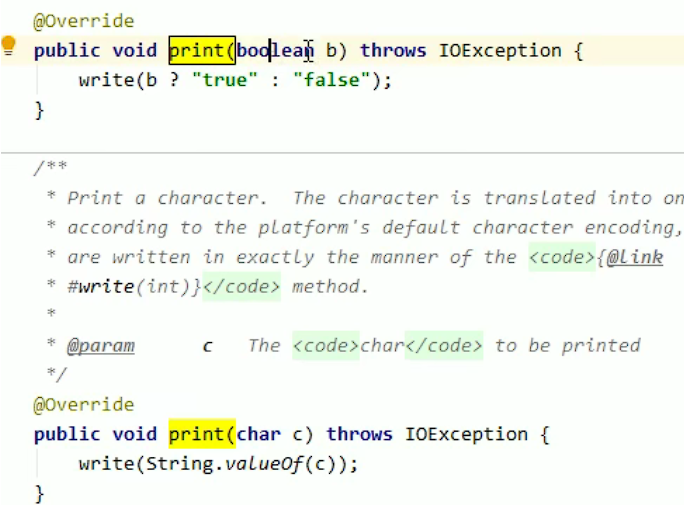 @Override
public void print(boolean b) throws IOException {
write(b ? "true" : "false");
}
/**
* Print a character.  The character is translated into on
* according to the platform's default character encoding,
* are written in exactly the manner of the <code>{@link
* #write(int)}</code> method.
*
* @param      c   The <code>char</code> to be printed
*/
@Override
public void print(char c) throws IOException {
write(String.valueOf(c));
}